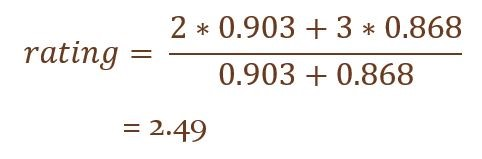 rating = (2 * 0.903 + 3 * 0.868) / (0.903 + 0.868)
= 2.49